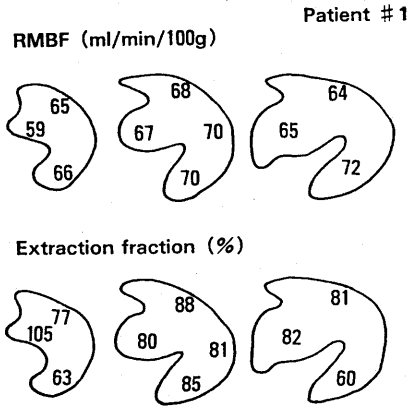 Patient #1
RMBF (ml/min/100g)
65 68 64
59 67 70 65
66 70 72
Extraction fraction (%)
77 88 81
105 80 81 82
63 85 60